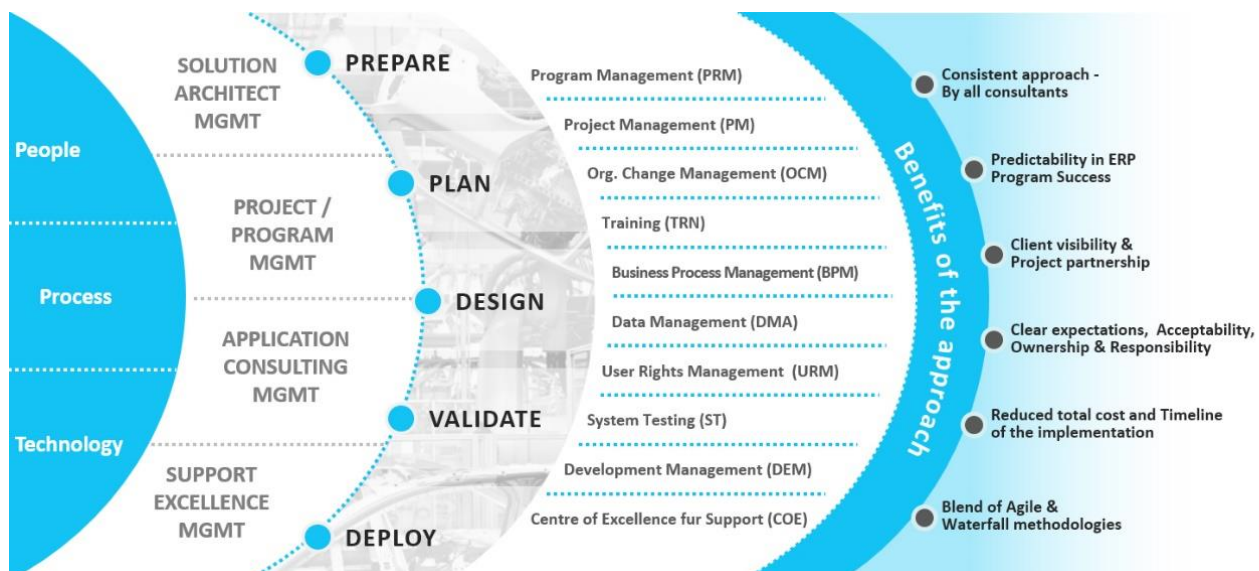 People
Process
Technology
SOLUTION
ARCHITECT
MGMT
PROJECT /
PROGRAM
MGMT
APPLICATION
CONSULTING
MGMT
SUPPORT
EXCELLENCE
MGMT
PREPARE
PLAN
DESIGN
VALIDATE
DEPLOY
Program Management (PRM)
Project Management (PM)
Org. Change Management (OCM)
Training (TRN)
Business Process Management (BPM)
Data Management (DMA)
User Rights Management (URM)
System Testing (ST)
Development Management (DEM)
Centre of Excellence fur Support (COE)
Benefits of the approach
Consistent approach -
By all consultants
Predictability in ERP
Program Success
Client visibility &
Project partnership
Clear expectations, Acceptability,
Ownership & Responsibility
Reduced total cost and Timeline
of the implementation
Blend of Agile &
Waterfall methodologies